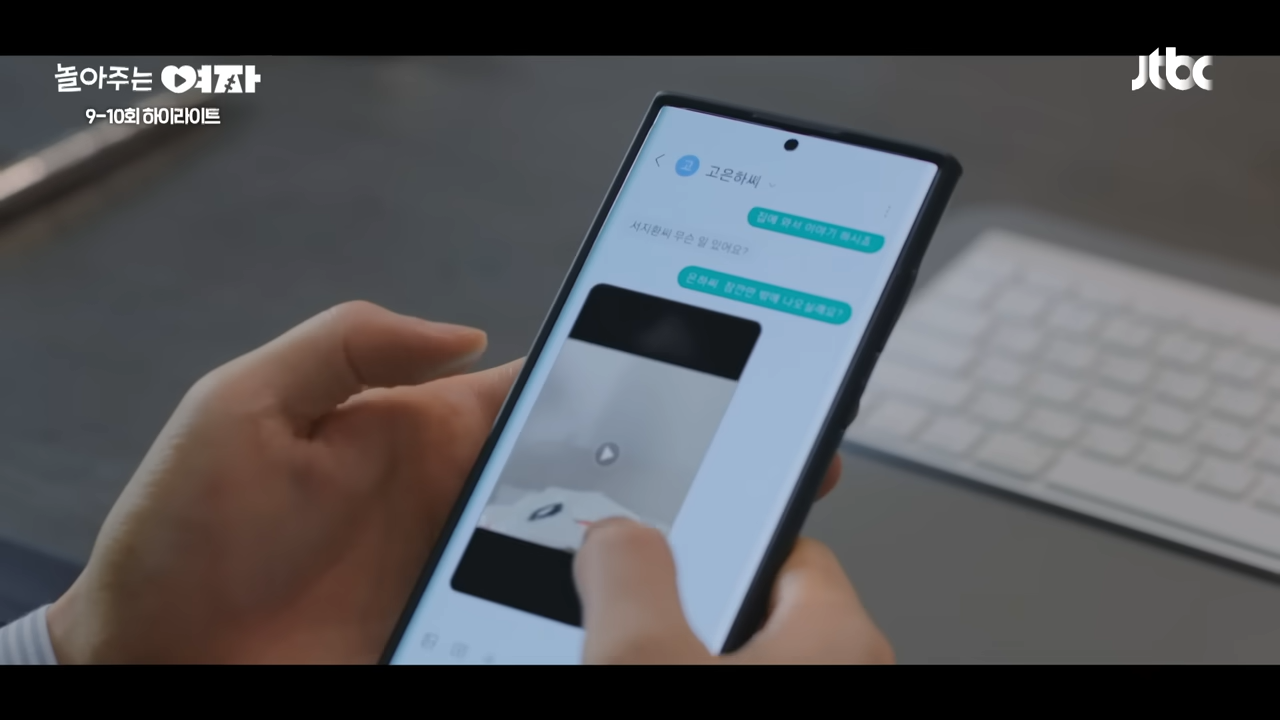 놀아주는 여자
9-10회 하이라이트
jtbc
고
고은하씨
집에 와서 이야기 하시죠
서지환씨 무슨 일 있어요?
은하씨 잠깐만 밖에 나오실래요?